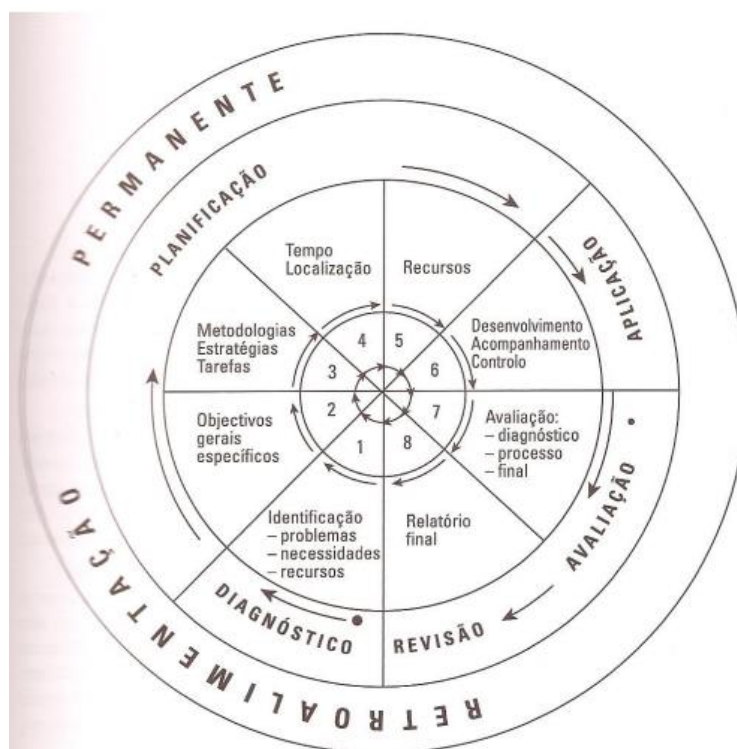 PERMANENTE
PLANIFICAÇÃO
APLICAÇÃO
Tempo
Localização
Recursos
Metodologias
Estratégias
Tarefas
Desenvolvimento
Acompanhamento
Controlo
4
5
3
6
2
7
1
8
Objectivos
gerais
específicos
Avaliação:
– diagnóstico
– processo
– final
Identificação
– problemas
– necessidades
– recursos
Relatório
final
AVALIAÇÃO
DIAGNÓSTICO
REVISÃO
RETROALIMENTAÇÃO